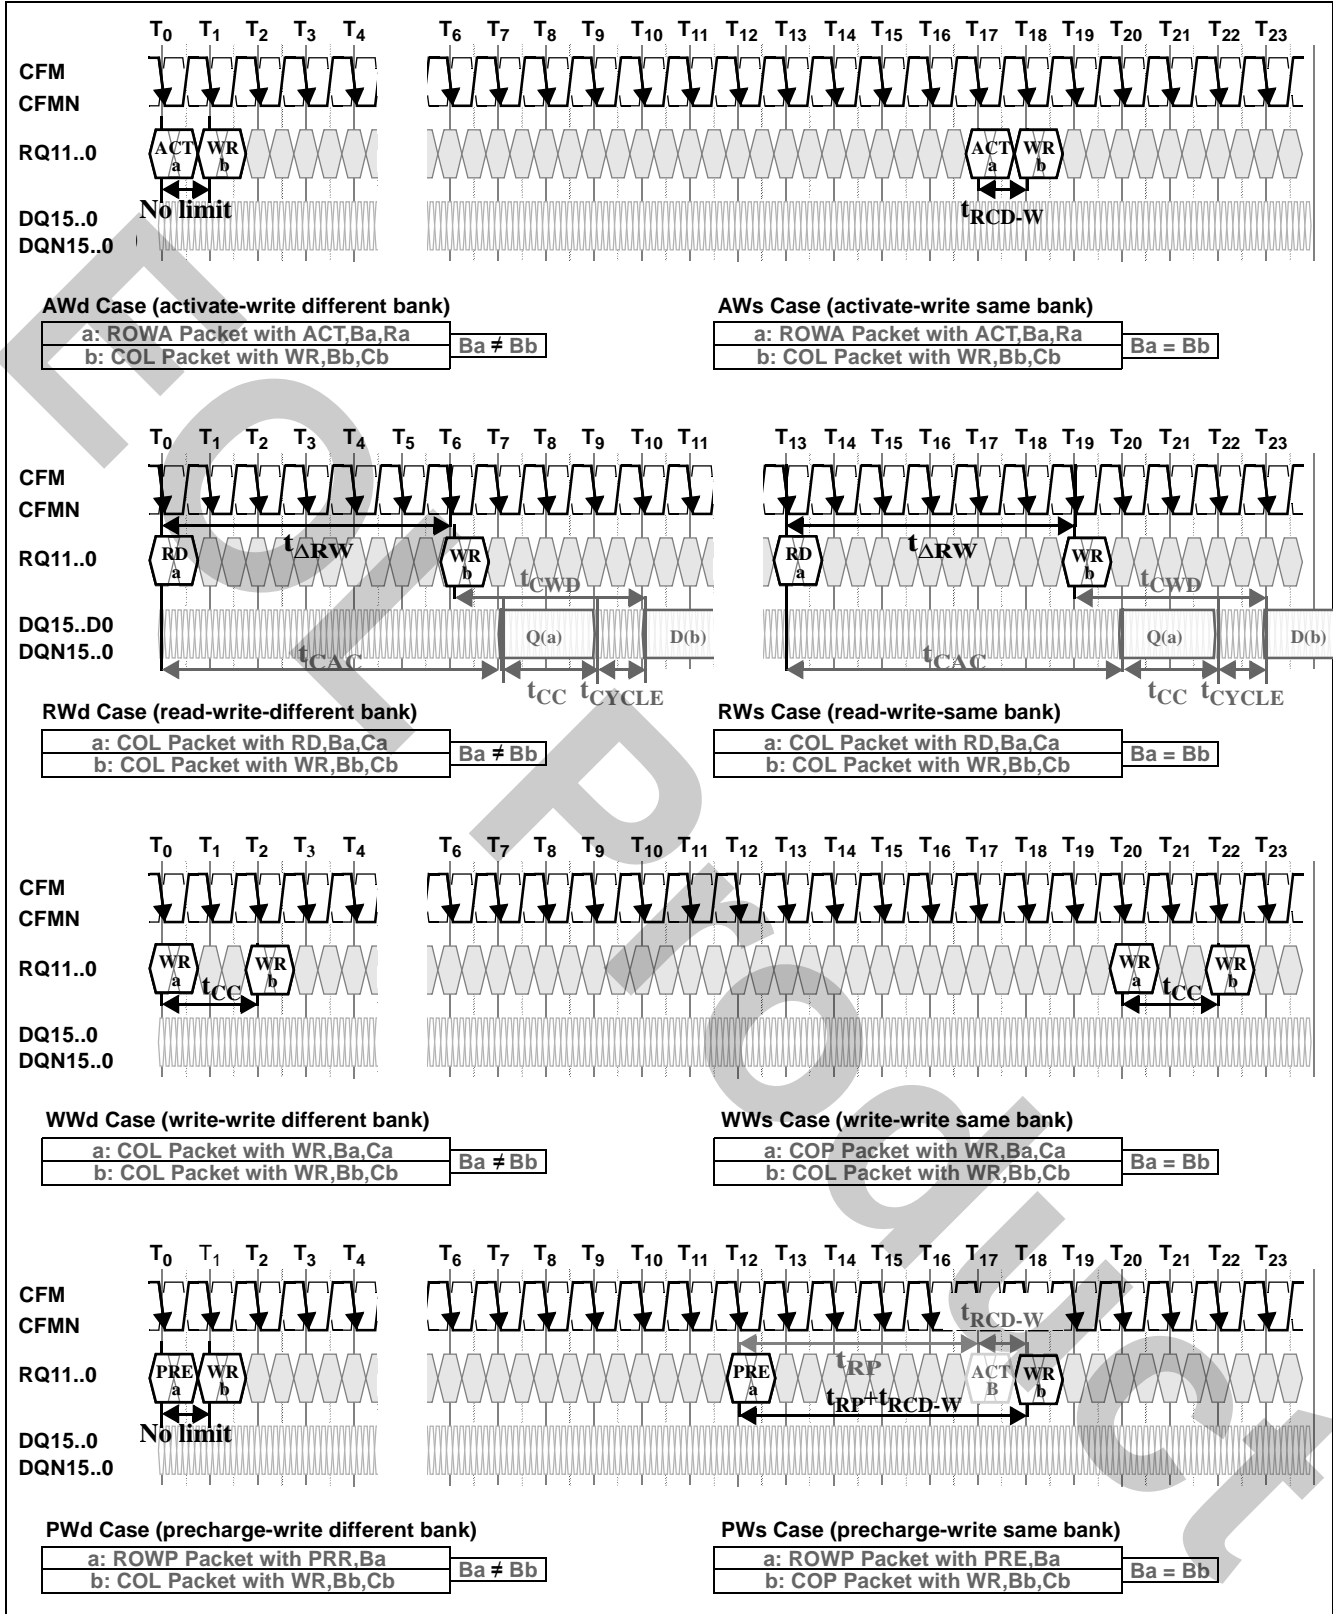 T0 T1 T2 T3 T4 T6 T7 T8 T9 T10 T11 T12 T13 T14 T15 T16 T17 T18 T19 T20 T21 T22 T23
CFM
CFMN
RQ11..0 ACT a WR b ACT a WR b
No limit tRCD-W
DQ15..0
DQN15..0
AWd Case (activate-write different bank) AWs Case (activate-write same bank)
a: ROWA Packet with ACT,Ba,Ra a: ROWA Packet with ACT,Ba,Ra
Ba ≠ Bb Ba = Bb
b: COL Packet with WR,Bb,Cb b: COL Packet with WR,Bb,Cb
T0 T1 T2 T3 T4 T5 T6 T7 T8 T9 T10 T11 T13 T14 T15 T16 T17 T18 T19 T20 T21 T22 T23
CFM
CFMN
tΔRW tΔRW
RQ11..0 RD a WR b RD a WR b
tCWD tCWD
DQ15..D0 Q(a) D(b) Q(a) D(b)
DQN15..0
tCAC tCAC
tCC tCYCLE tCC tCYCLE
RWd Case (read-write-different bank) RWs Case (read-write-same bank)
a: COL Packet with RD,Ba,Ca a: COL Packet with RD,Ba,Ca
Ba ≠ Bb Ba = Bb
b: COL Packet with WR,Bb,Cb b: COL Packet with WR,Bb,Cb
T0 T1 T2 T3 T4 T6 T7 T8 T9 T10 T11 T12 T13 T14 T15 T16 T17 T18 T19 T20 T21 T22 T23
CFM
CFMN
RQ11..0 WR a WR b WR a WR b
tCC tCC
DQ15..0
DQN15..0
WWd Case (write-write different bank) WWs Case (write-write same bank)
a: COL Packet with WR,Ba,Ca a: COP Packet with WR,Ba,Ca
Ba ≠ Bb Ba = Bb
b: COL Packet with WR,Bb,Cb b: COL Packet with WR,Bb,Cb
T0 T1 T2 T3 T4 T6 T7 T8 T9 T10 T11 T12 T13 T14 T15 T16 T17 T18 T19 T20 T21 T22 T23
CFM
CFMN
tRCD-W
RQ11..0 PRE a WR b PRE a tRP ACT B WR b
tRP+tRCD-W
No limit
DQ15..0
DQN15..0
PWd Case (precharge-write different bank) PWs Case (precharge-write same bank)
a: ROWP Packet with PRR,Ba a: ROWP Packet with PRE,Ba
Ba ≠ Bb Ba = Bb
b: COL Packet with WR,Bb,Cb b: COP Packet with WR,Bb,Cb
EOL Product